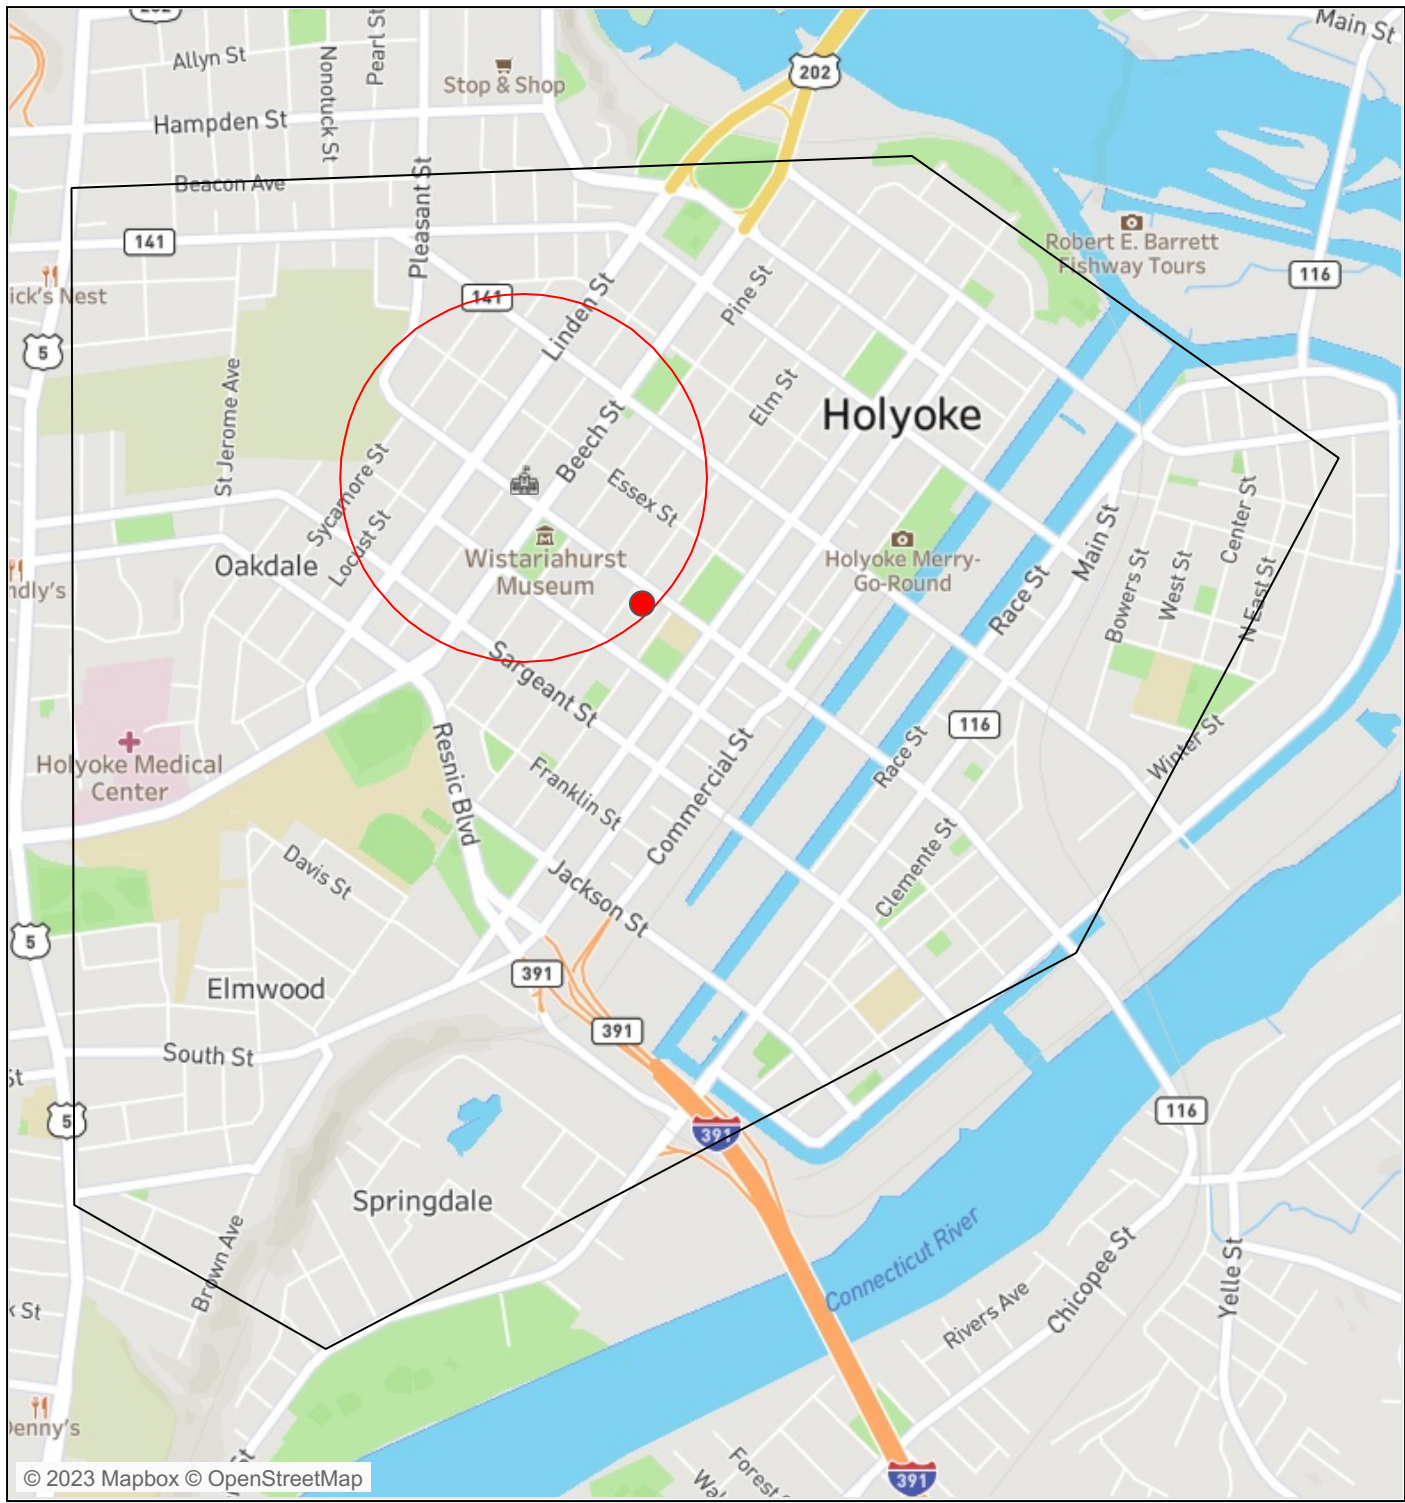 202
Main St
Allyn St
Nonotuck St
Pearl St
Stop & Shop
202
Hampden St
Beacon Ave
Pleasant St
141
Robert E. Barrett
Fishway Tours
116
ick's Nest
141
Linden St
Pine St
5
St Jerome Ave
Elm St
Holyoke
Beech St
Sycamore St
Essex St
Locust St
Center St
Main St
Oakdale
Wistariahurst
Museum
Holyoke Merry-
Go-Round
Race St
Bowers St
West St
N East St
ndly's
Sargeant St
116
Winter St
Holyoke Medical
Center
Resnic Blvd
Race St
Commercial St
Franklin St
Davis St
Clemente St
Jackson St
5
391
Elmwood
391
South St
St
5
391
116
Springdale
Brown Ave
Connecticut River
Chicopee St
Yelle St
Rivers Ave
k St
Denny's
St
Forest
Wal
391
© 2023 Mapbox © OpenStreetMap